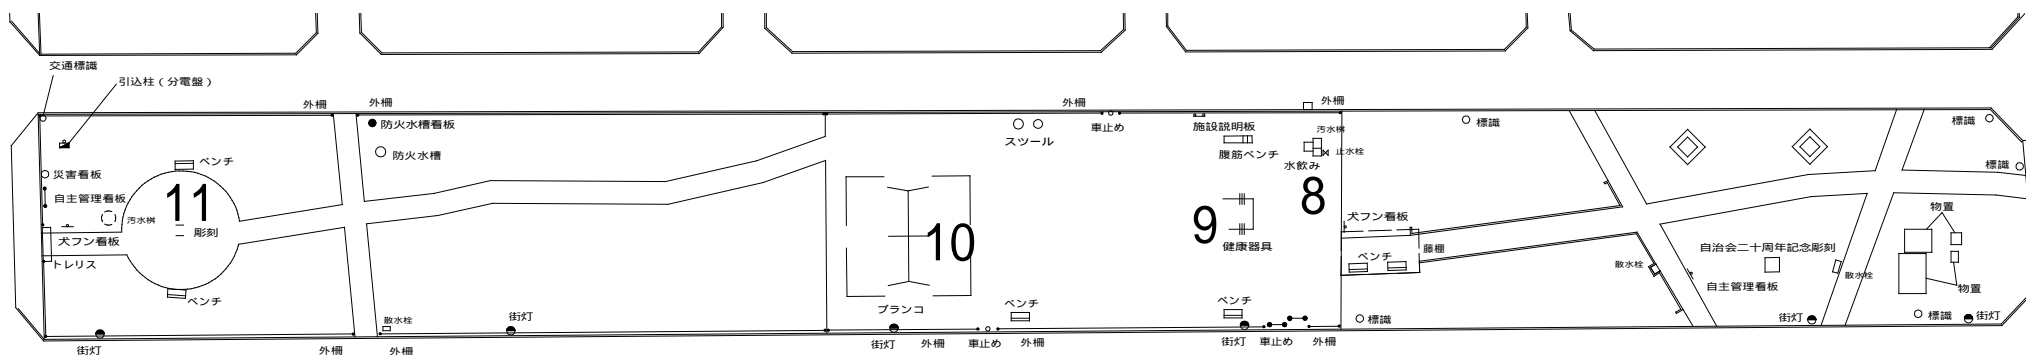 交通標識
引込柱（分電盤）
外柵
外柵
防火水槽看板
防火水槽
ベンチ
災害看板
自主管理看板
汚水桝
11
彫刻
犬フン看板
トレリス
ベンチ
街灯
外柵
散水栓
外柵
街灯
外柵
車止め
スツール
10
ブランコ
街灯
外柵
車止め
ベンチ
外柵
施設説明板
腹筋ベンチ
9
健康器具
ベンチ
街灯
車止め
外柵
外柵
汚水桝
止水栓
水飲み
8
犬フン看板
藤棚
ベンチ
標識
標識
散水栓
自治会二十周年記念彫刻
自主管理看板
散水栓
街灯
標識
標識
物置
物置
標識
街灯